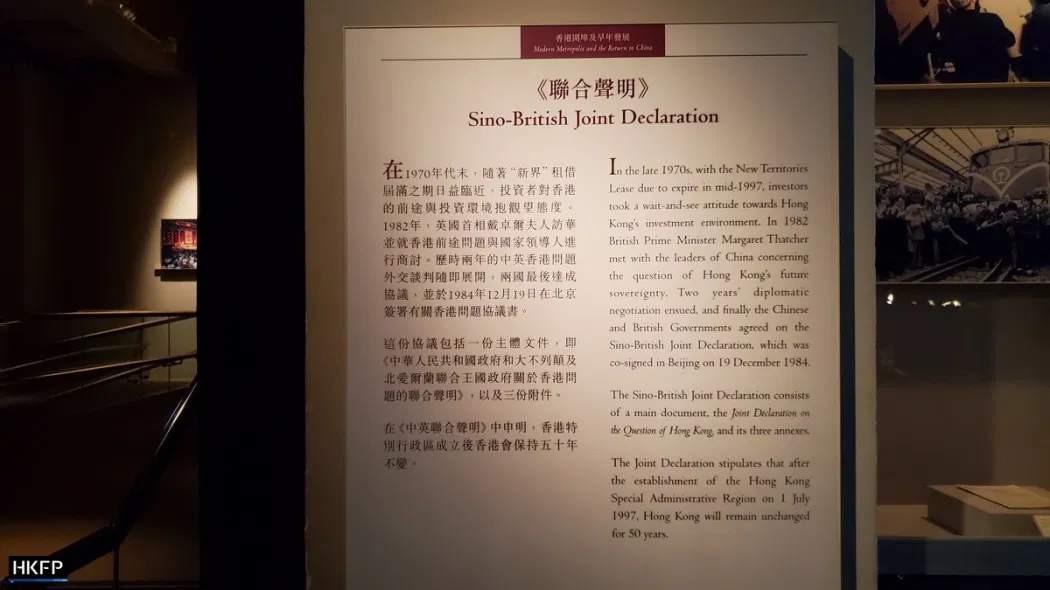 香港開埠及早年發展
Modern Metropolis and the Return to China
《聯合聲明》
Sino-British Joint Declaration
在1970年代末，隨著“新界”租借
屆滿之期日益臨近，投資者對香港
的前途與投資環境抱觀望態度。
1982年，英國首相戴卓爾夫人訪華
並就香港前途問題與國家領導人進
行商討。歷時兩年的中英香港問題
外交談判隨即展開，兩國最後達成
協議，並於1984年12月19日在北京
簽署有關香港問題協議書。
這份協議包括一份主體文件，即
《中華人民共和國政府和大不列顛及
北愛爾蘭聯合王國政府關於香港問
題的聯合聲明》，以及三份附件。
在《中英聯合聲明》中申明，香港特
別行政區成立後香港會保持五十年
不變。
In the late 1970s, with the New Territories
Lease due to expire in mid-1997, investors
took a wait-and-see attitude towards Hong
Kong's investment environment. In 1982
British Prime Minister Margaret Thatcher
met with the leaders of China concerning
the question of Hong Kong's future
sovereignty. Two years' diplomatic
negotiation ensued, and finally the Chinese
and British Governments agreed on the
Sino-British Joint Declaration, which was
co-signed in Beijing on 19 December 1984.
The Sino-British Joint Declaration consists
of a main document, the Joint Declaration on
the Question of Hong Kong, and its three annexes.
The Joint Declaration stipulates that after
the establishment of the Hong Kong
Special Administrative Region on 1 July
1997, Hong Kong will remain unchanged
for 50 years.
HKFP